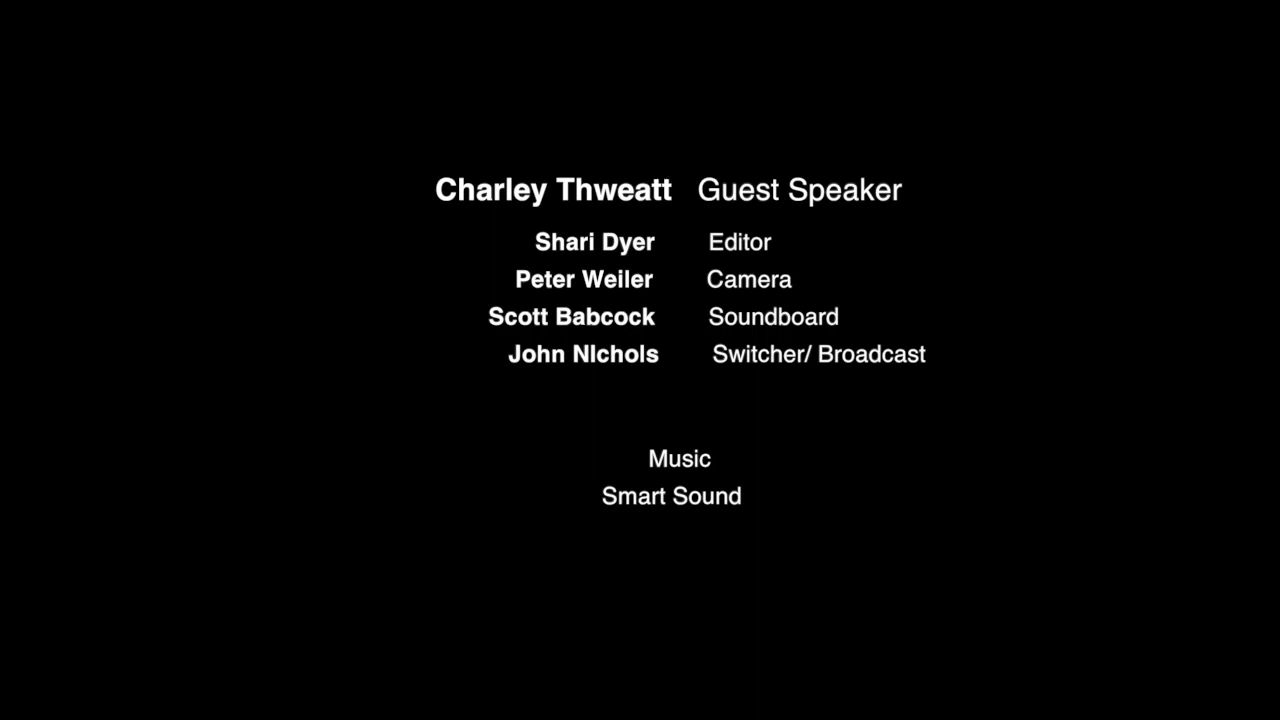 Charley Thweatt Guest Speaker
Shari Dyer Editor
Peter Weiler Camera
Scott Babcock Soundboard
John NIchols Switcher/ Broadcast
Music
Smart Sound